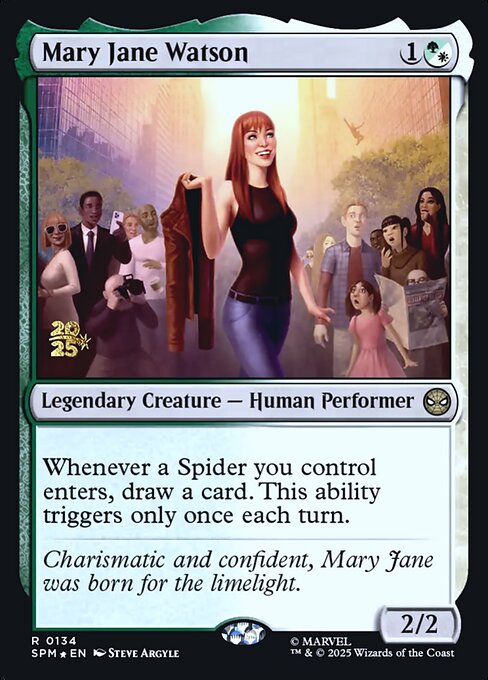 Mary Jane Watson 1
2025
Legendary Creature — Human Performer
Whenever a Spider you control
enters, draw a card. This ability
triggers only once each turn.
Charismatic and confident, Mary Jane
was born for the limelight.
2/2
R 0134
SPM★EN Steve Argyle
© MARVEL
™ & © 2025 Wizards of the Coast